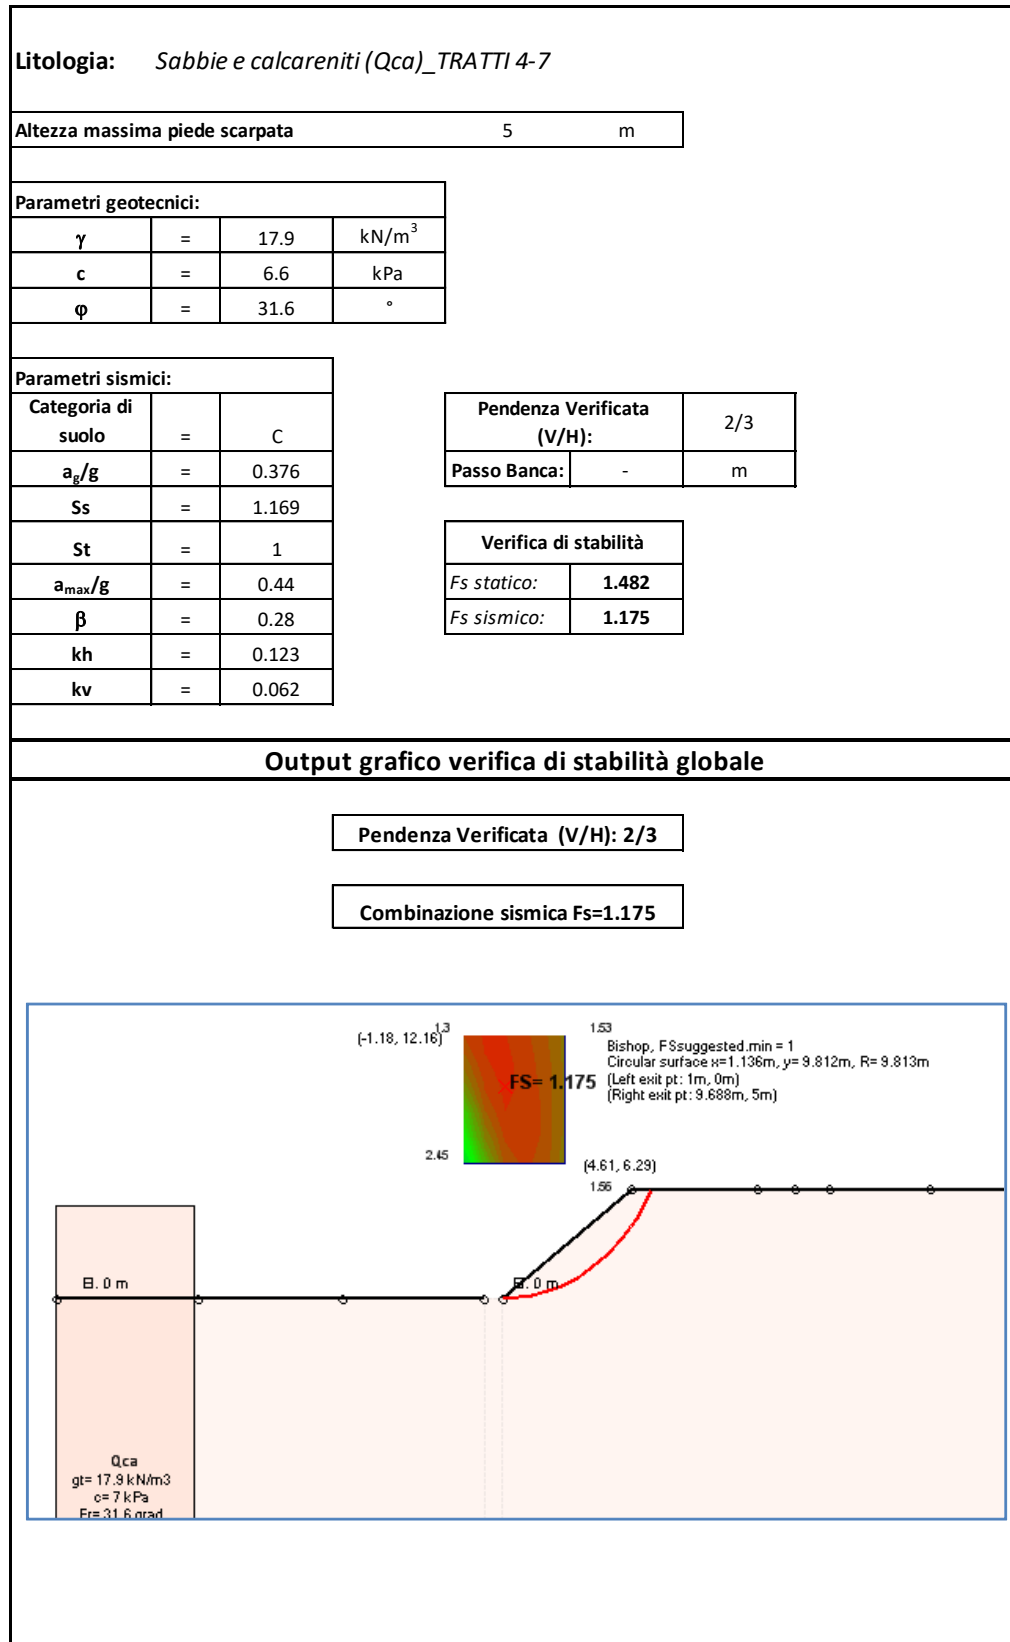 Litologia: Sabbie e calcareniti (Qca)_TRATTI 4-7
Altezza massima piede scarpata 5 m
Parametri geotecnici:
γ = 17.9 kN/m³
c = 6.6 kPa
φ = 31.6 °
Parametri sismici:
Categoria di suolo = C
ag/g = 0.376
Ss = 1.169
St = 1
amax/g = 0.44
β = 0.28
kh = 0.123
kv = 0.062
Pendenza Verificata (V/H): 2/3
Passo Banca: - m
Verifica di stabilità
Fs statico: 1.482
Fs sismico: 1.175
Output grafico verifica di stabilità globale
Pendenza Verificata (V/H): 2/3
Combinazione sismica Fs=1.175
(-1.18, 12.16) 1.3
1.53
Bishop, FSsuggested.min = 1
Circular surface x=1.136m, y= 9.812m, R= 9.813m
(Left exit pt: 1m, 0m)
(Right exit pt: 9.688m, 5m)
FS= 1.175
2.45
(4.61, 6.29)
1.56
. 0 m
. 0 m
Qca
gt= 17.9 kN/m3
c= 7 kPa
Fr= 31.6 grad